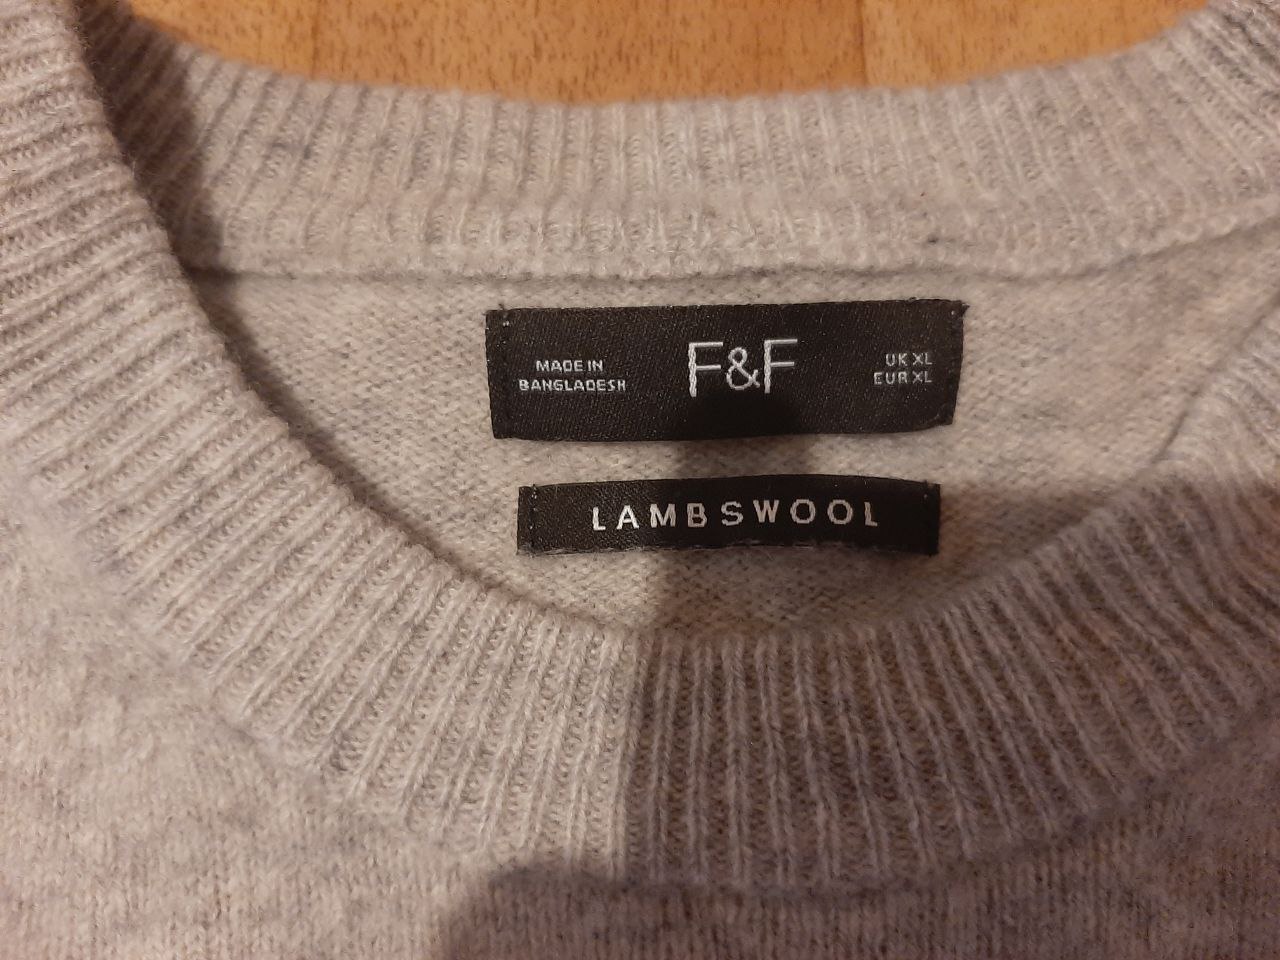 MADE IN
BANGLADESH
F&F
UK XL
EUR XL
LAMBSWOOL